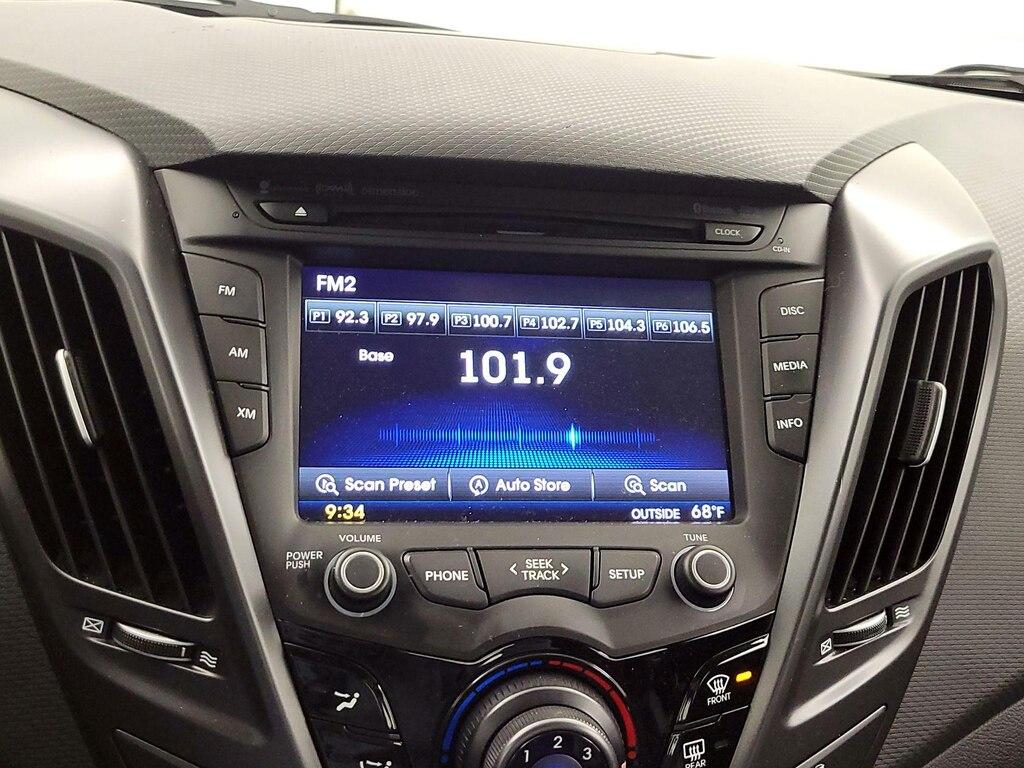 dimension
CLOCK
CD-IN
FM2
P1 92.3 P2 97.9 P3 100.7 P4 102.7 P5 104.3 P6 106.5
Base 101.9
Scan Preset Auto Store Scan
9:34 OUTSIDE 68°F
FM
AM
XM
DISC
MEDIA
INFO
VOLUME
POWER
PUSH
PHONE
SEEK
TRACK
SETUP
TUNE
FRONT
REAR
1 2 3